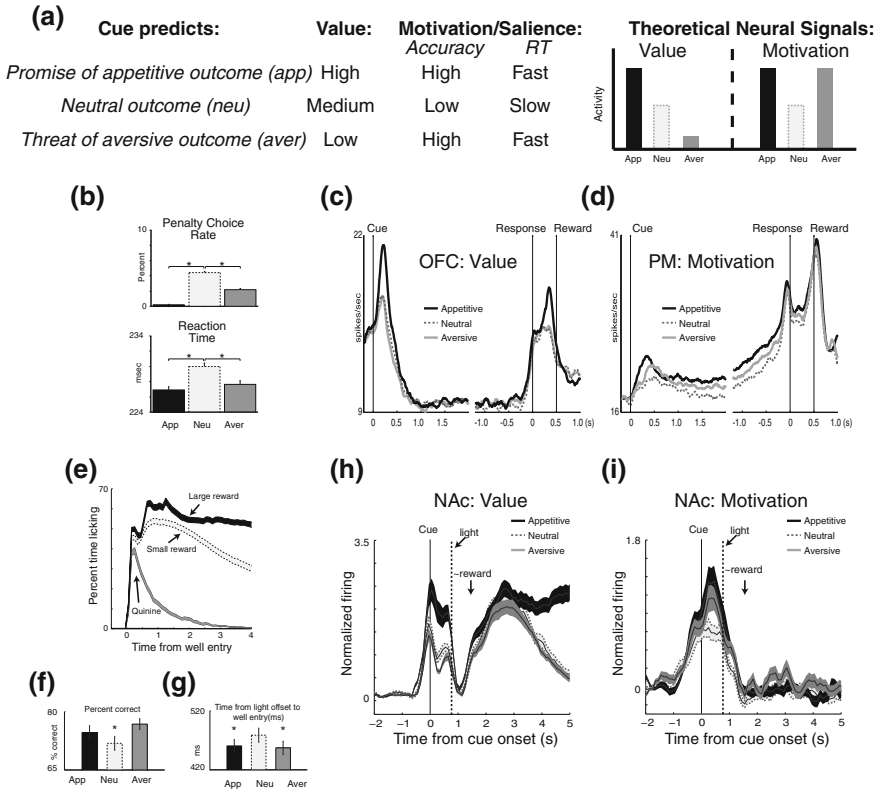 (a)
Cue predicts: Value: Motivation/Salience: Theoretical Neural Signals:
Accuracy RT Value Motivation
Promise of appetitive outcome (app) High High Fast
Neutral outcome (neu) Medium Low Slow
Threat of aversive outcome (aver) Low High Fast
Activity
App Neu Aver App Neu Aver
(b)
Penalty Choice
Rate
10
Percent
0
* *
Reaction
Time
234
msec
224
* *
App Neu Aver
(c)
Cue Response Reward
22
OFC: Value
spikes/sec
Appetitive
Neutral
Aversive
9
0 0.5 1.0 1.5 -1.0 -0.5 0 0.5 1.0 (s)
(d)
Cue Response Reward
41
PM: Motivation
spikes/sec
Appetitive
Neutral
Aversive
16
0 0.5 1.0 1.5 -1.0 -0.5 0 0.5 1.0(s)
(e)
70
Large reward
Small reward
Quinine
Percent time licking
0
0 1 2 3 4
Time from well entry
(f)
Percent correct
80
% correct
65
*
App Neu Aver
(g)
Time from light offset to
well entry(ms)
520
ms
420
* *
App Neu Aver
(h)
NAc: Value
Cue light
Appetitive
Neutral
Aversive
3.5
~reward
Normalized firing
0
−2 −1 0 1 2 3 4 5
Time from cue onset (s)
(i)
NAc: Motivation
Cue light
Appetitive
Neutral
Aversive
1.8
~reward
Normalized firing
0
−2 −1 0 1 2 3 4 5
Time from cue onset (s)